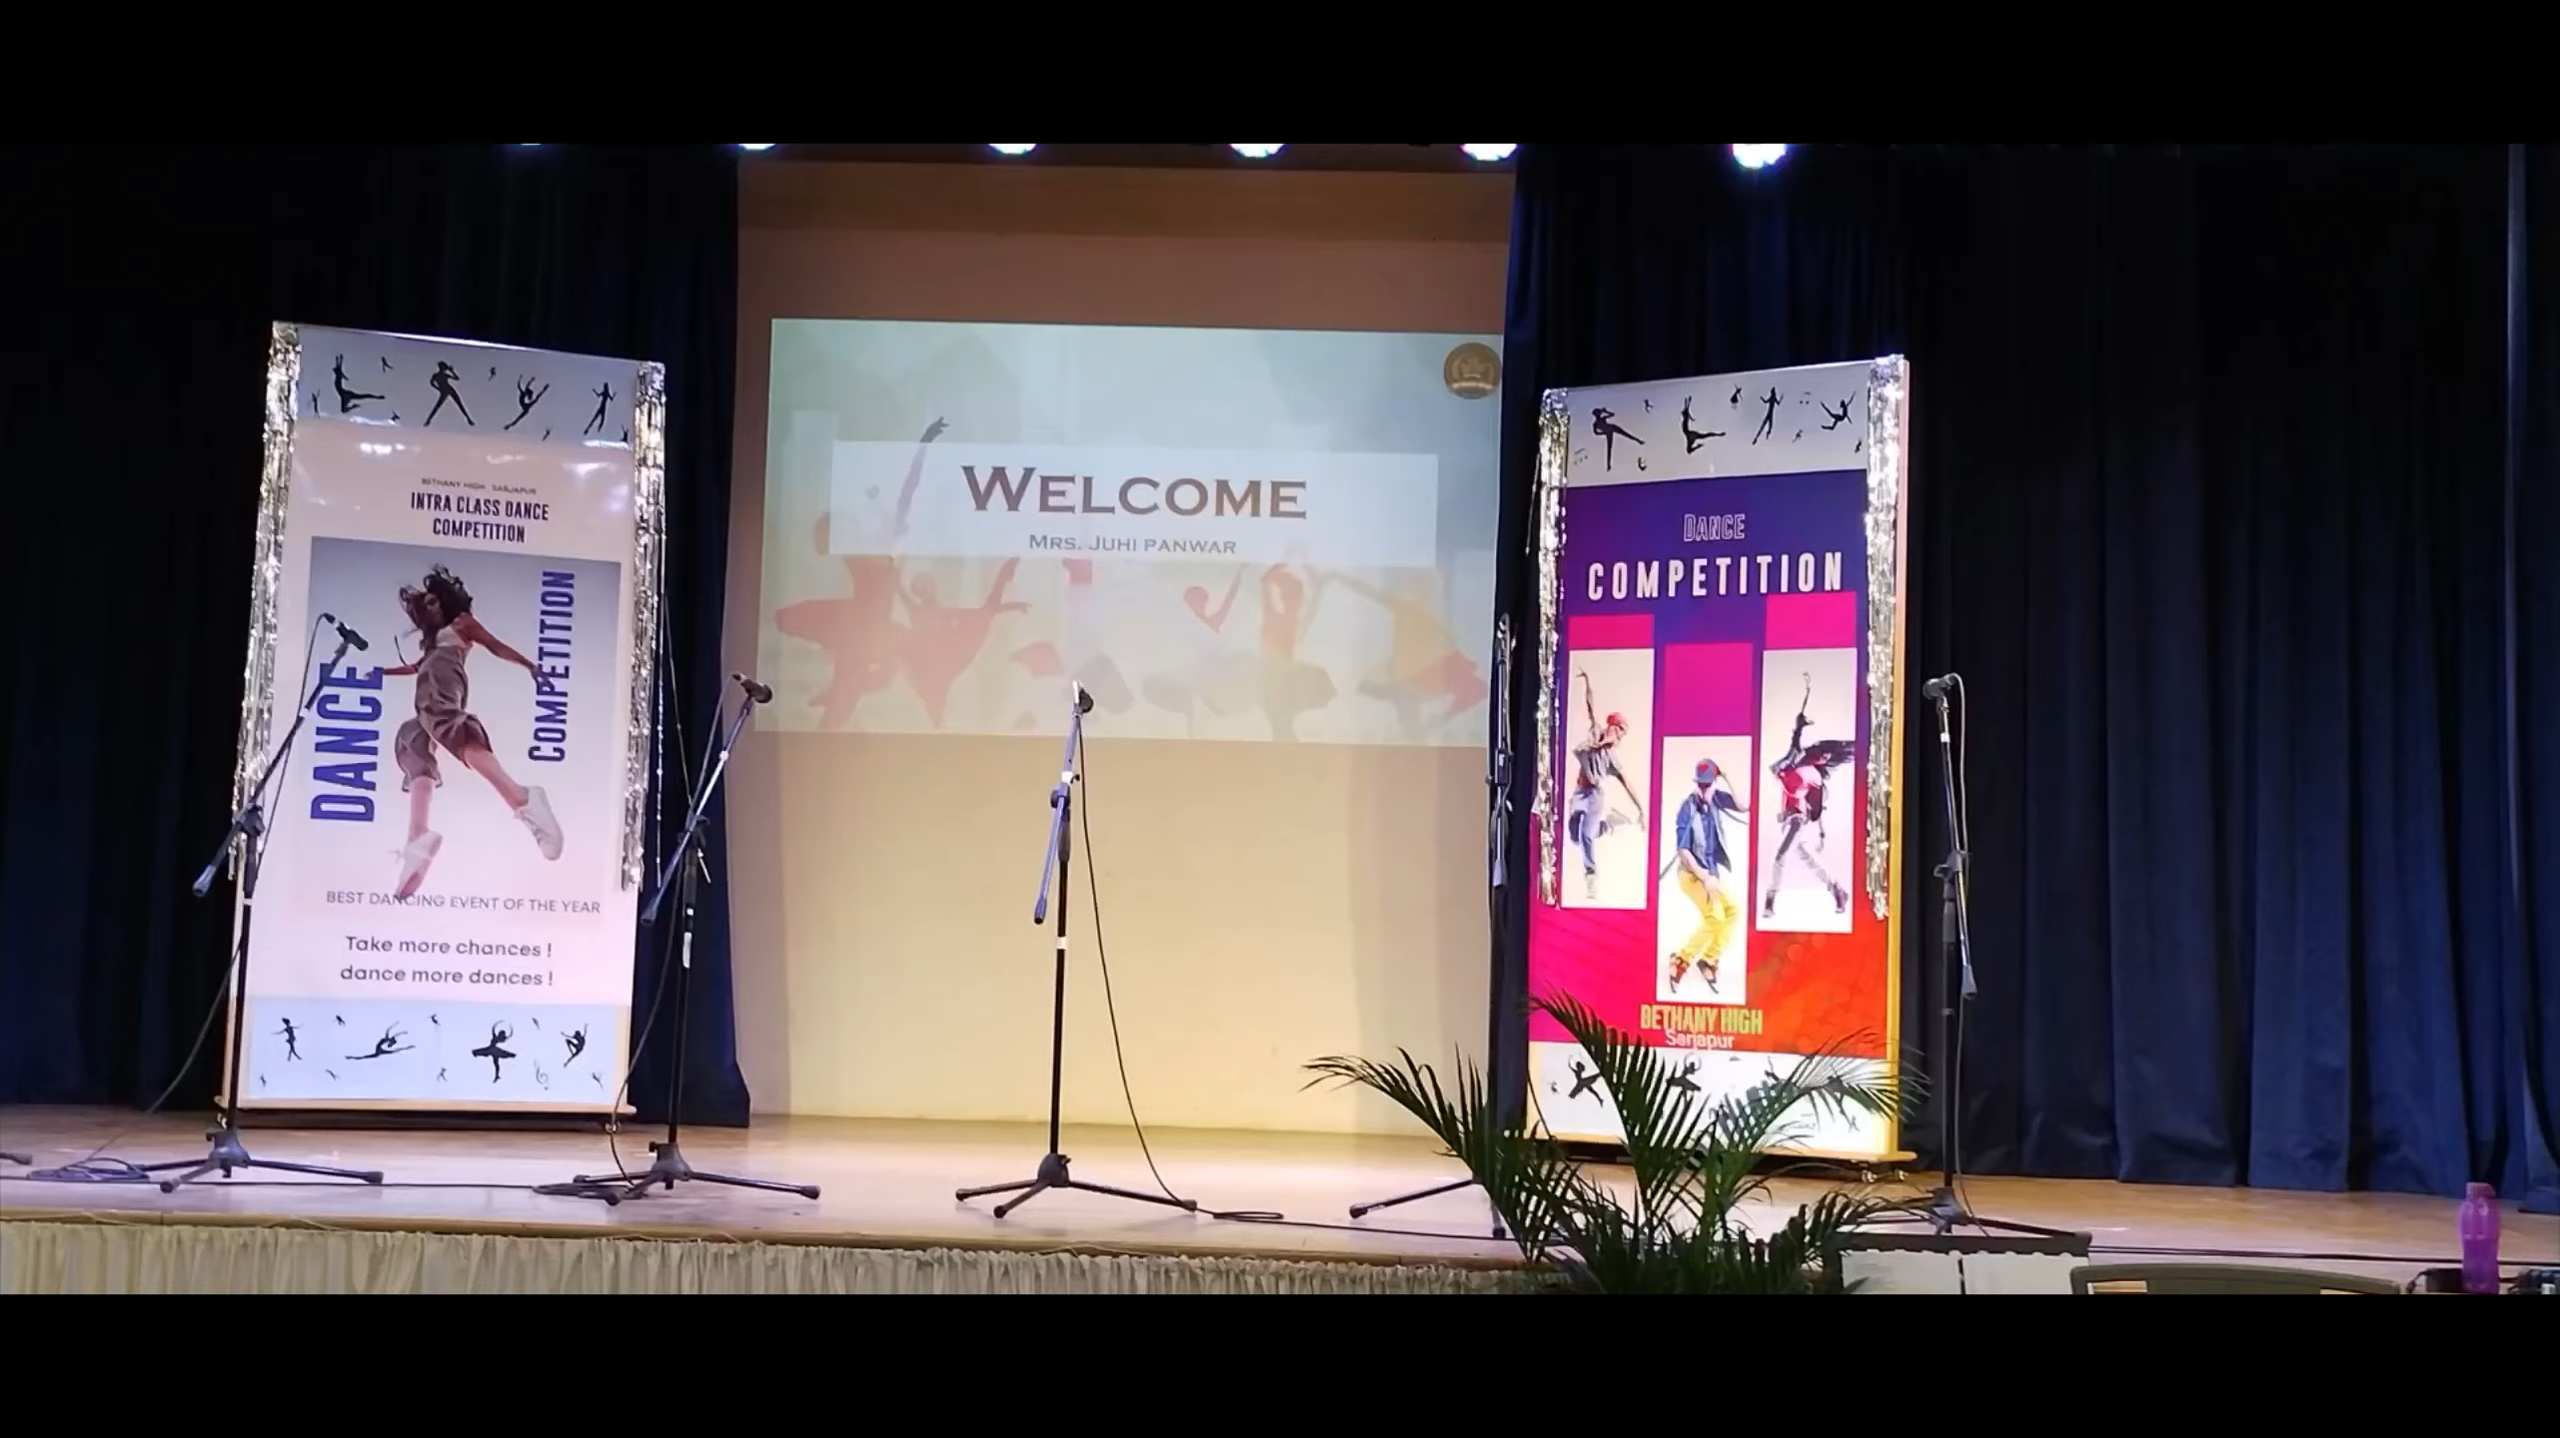 BETHANY HIGH SARJAPUR
INTRA CLASS DANCE
COMPETITION
DANCE
COMPETITION
BEST DANCING EVENT OF THE YEAR
Take more chances !
dance more dances !
WELCOME
MRS. JUHI PANWAR
DANCE
COMPETITION
BETHANY HIGH
Sarjapur